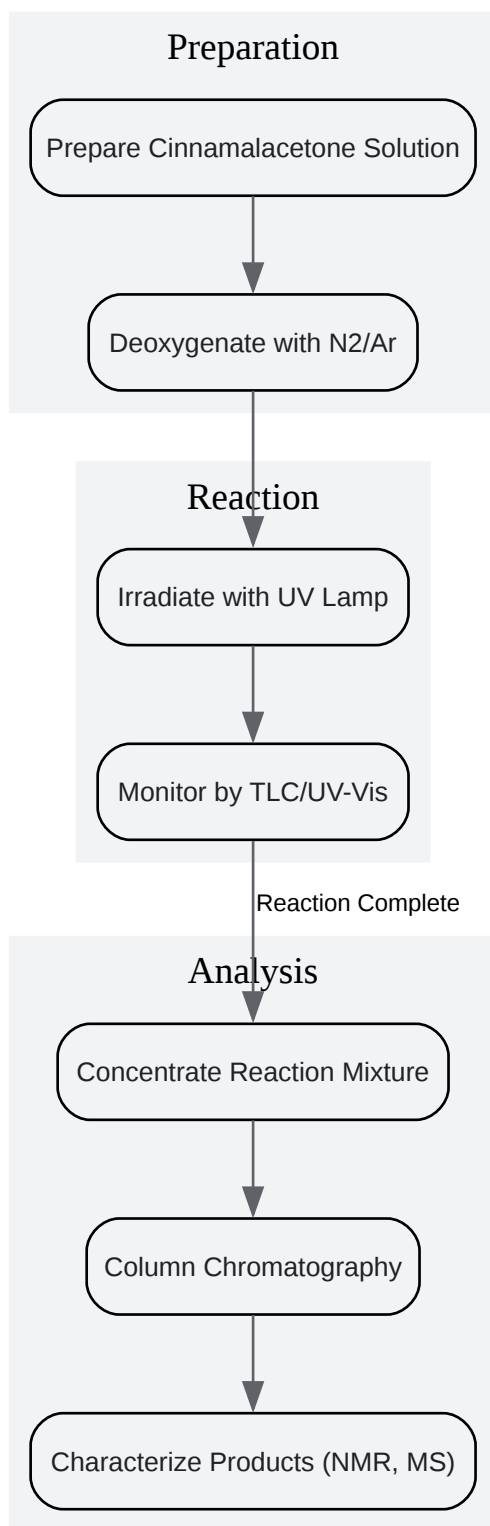 Preparation
Prepare Cinnamalacetone Solution
Deoxygenate with N2/Ar
Reaction
Irradiate with UV Lamp
Monitor by TLC/UV-Vis
Reaction Complete
Analysis
Concentrate Reaction Mixture
Column Chromatography
Characterize Products (NMR, MS)